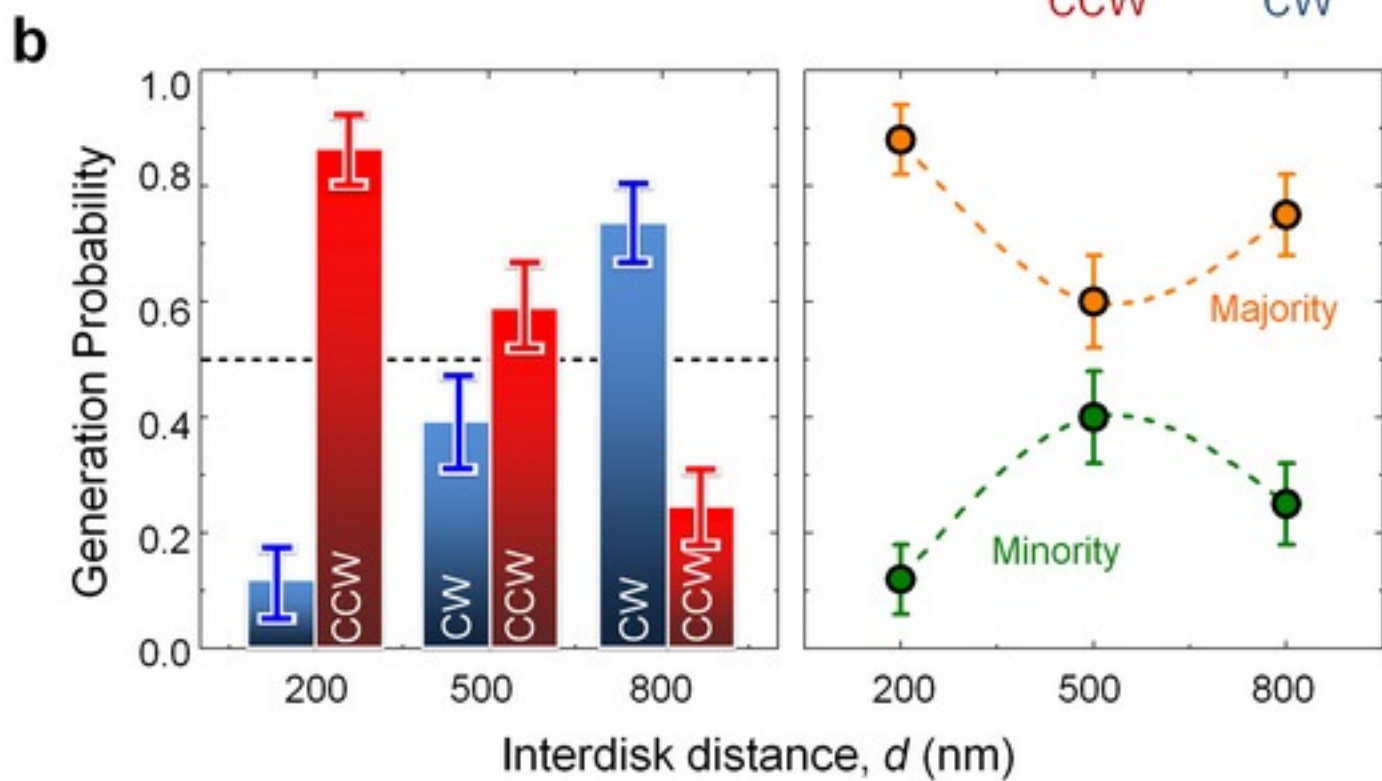 CCW CW
b
1.0
0.8
0.6
0.4
0.2
0.0
Generation Probability
CCW
CW
CCW
CW
CCW
200 500 800
Majority
Minority
200 500 800
Interdisk distance, d (nm)